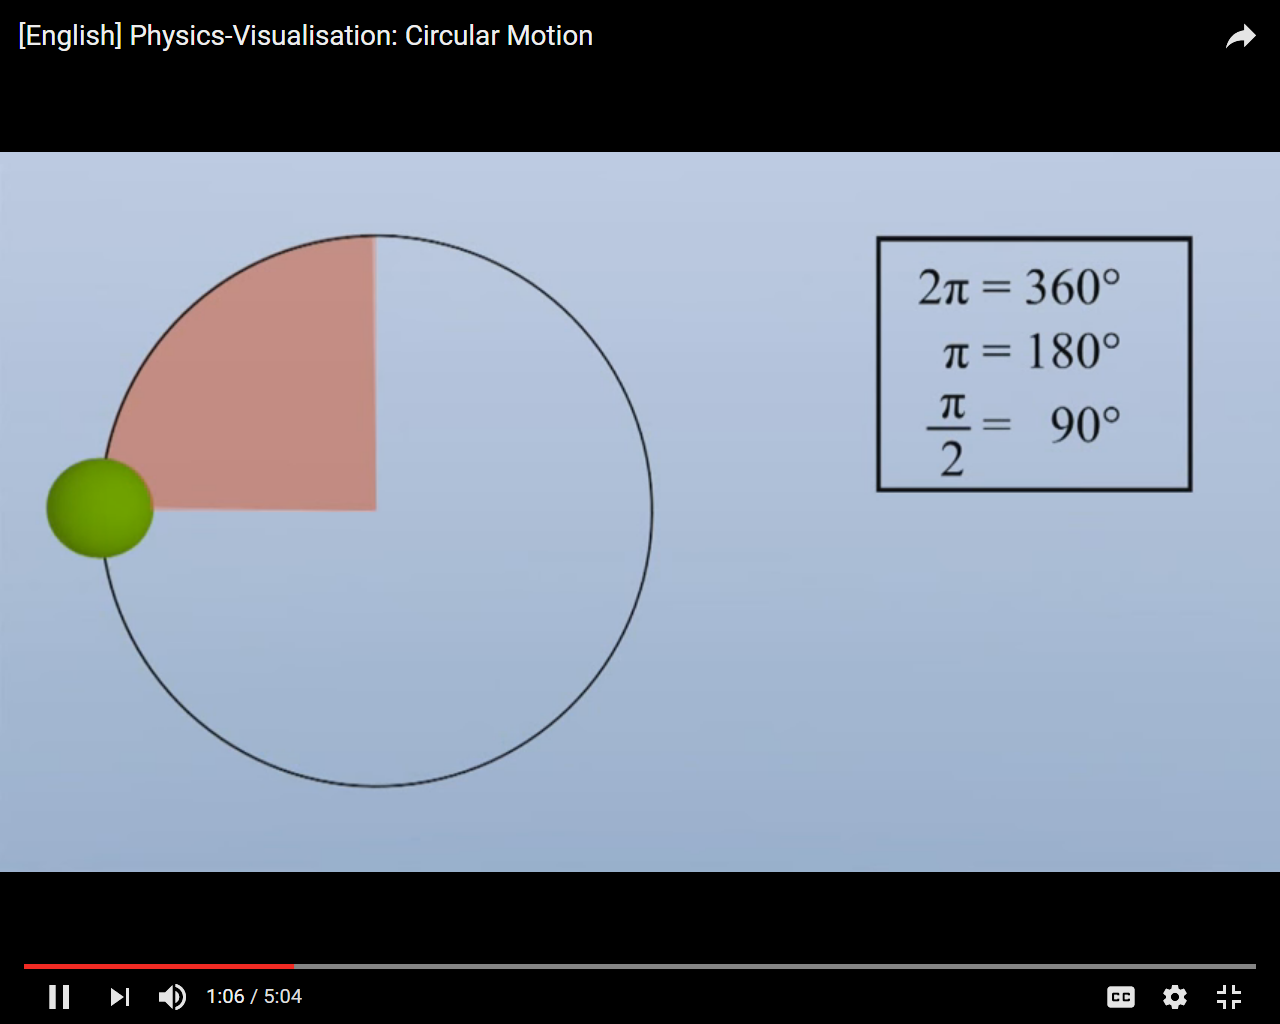 [English] Physics-Visualisation: Circular Motion
2π = 360°
π = 180°
π/2 = 90°
1:06 / 5:04
CC